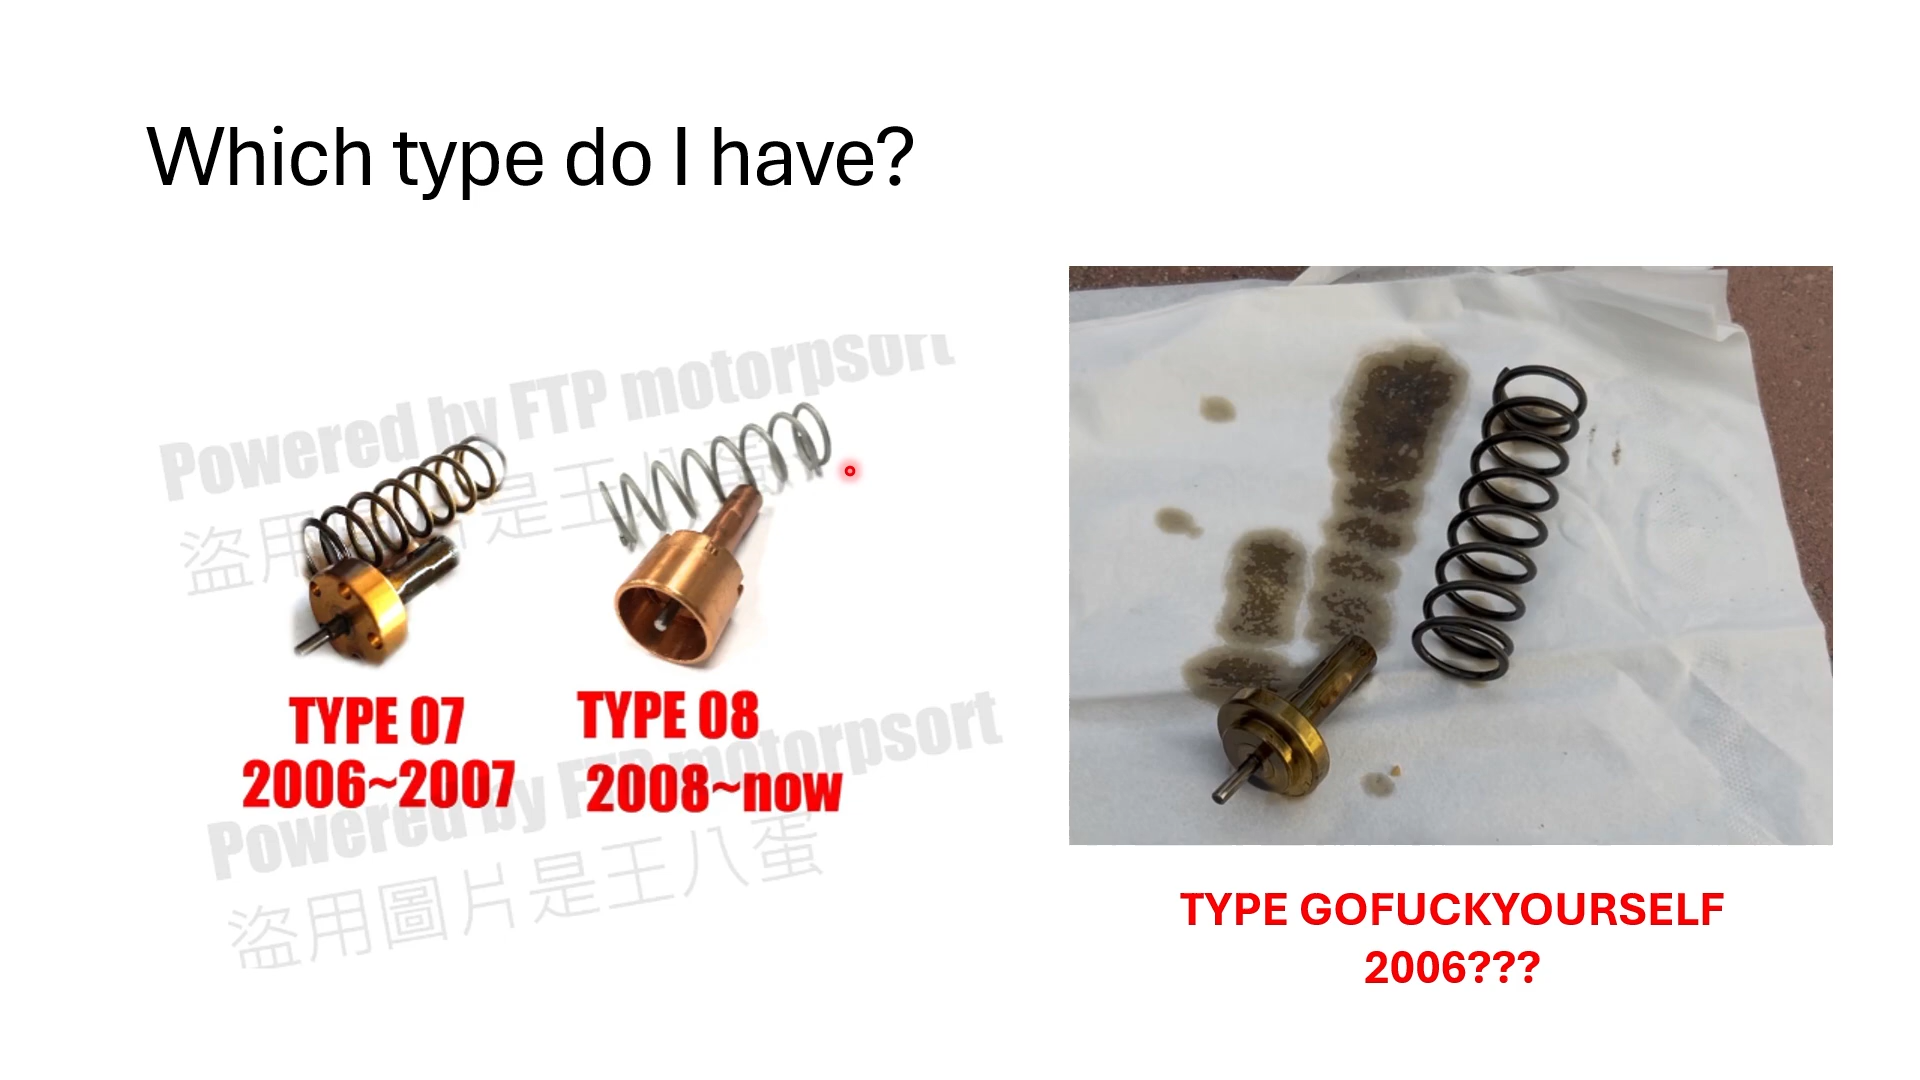 Which type do I have?
Powered by FTP motorpsort
盜用圖片是王八蛋
TYPE 07
2006~2007
TYPE 08
2008~now
Powered by FTP motorpsort
盜用圖片是王八蛋
TYPE GOFUCKYOURSELF
2006???